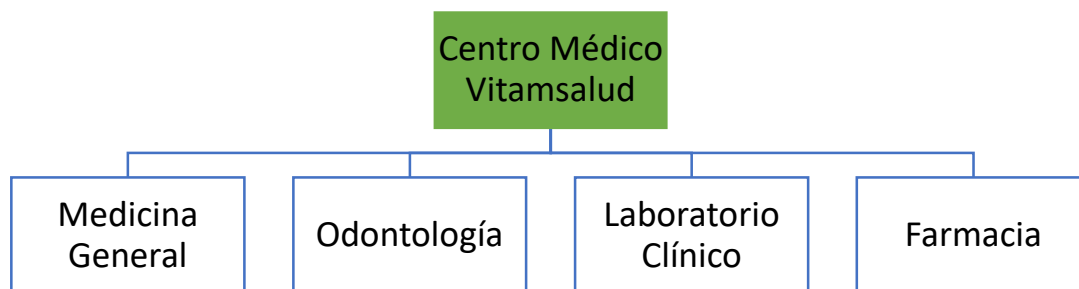 Centro Médico
Vitamsalud
Medicina
General
Odontología
Laboratorio
Clínico
Farmacia